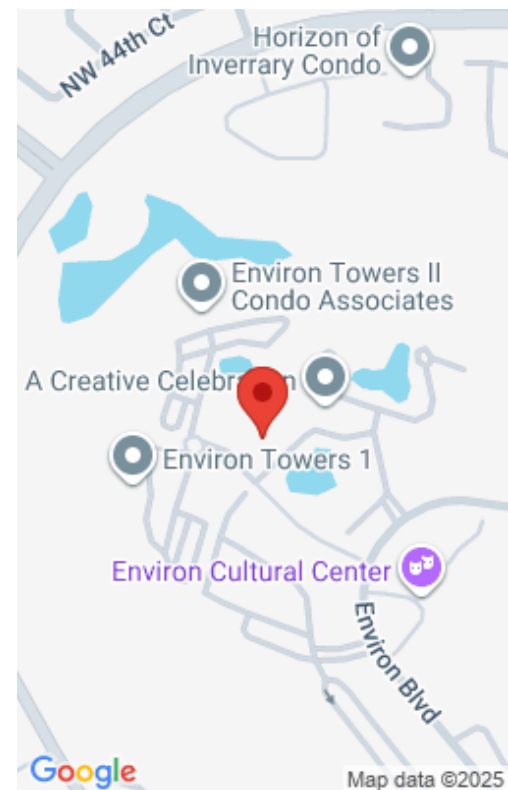 NW 44th Ct
Horizon of
Inverrary Condo
Environ Towers II
Condo Associates
A Creative Celebration
Environ Towers 1
Environ Cultural Center
Environ Blvd
Google
Map data ©2025